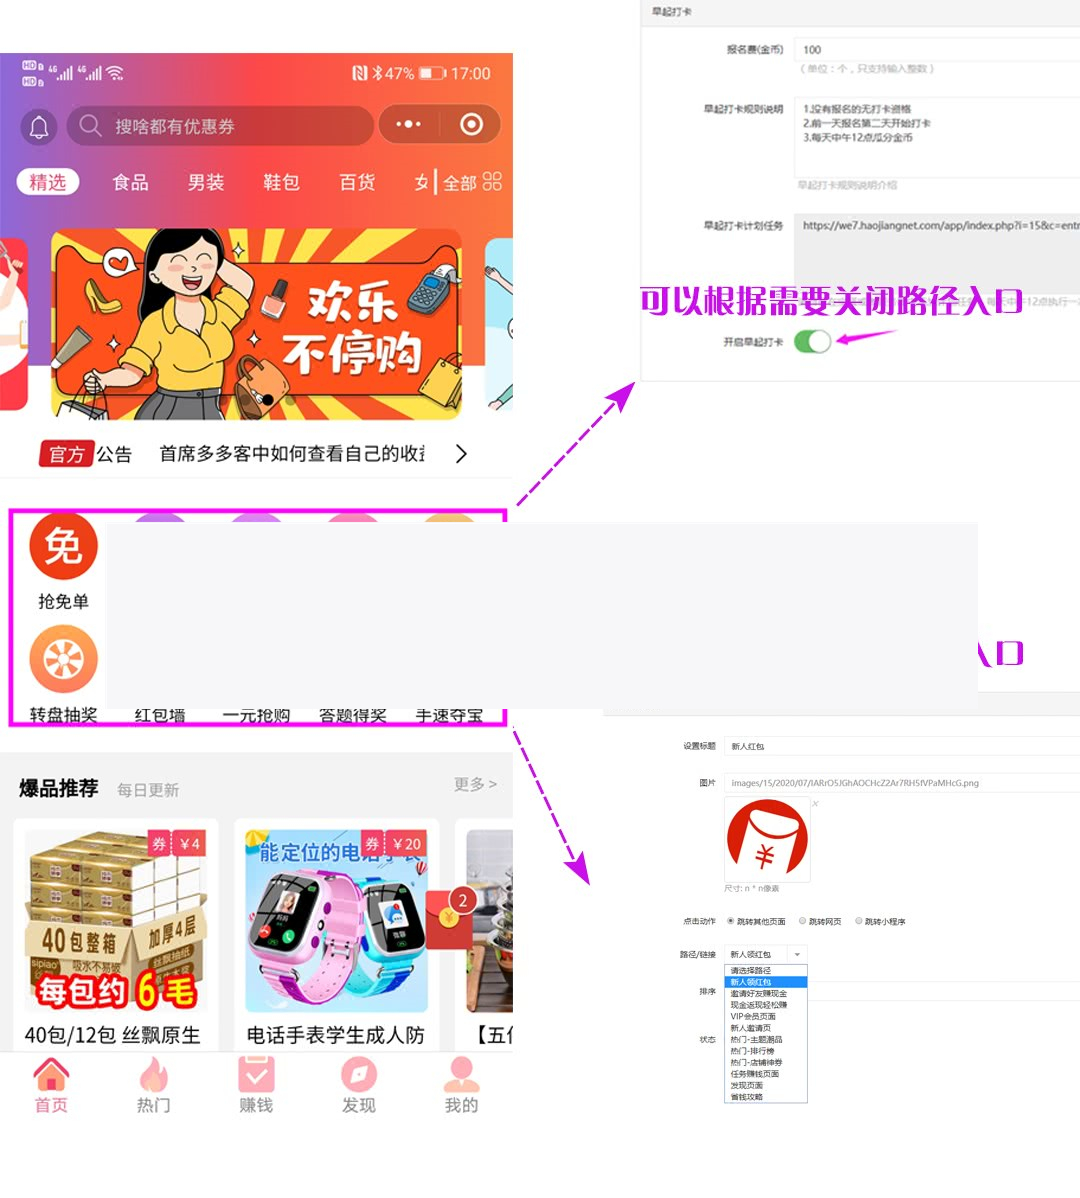 47% 17:00
搜啥都有优惠券
精选 食品 男装 鞋包 百货 全部
欢乐
不停购
官方 公告 首席多多客中如何查看自己的收
免
抢免单
转盘抽奖 红包墙 一元抢购 答题得奖 手速夺宝
爆品推荐 每日更新 更多 >
券 ¥4
40包整箱
加厚4层
sipiao
吸水不易破
每包约6毛
40包/12包 丝飘原生
券 ¥20
能定位的电话手表
2
电话手表学生成人防
【五
首页 热门 赚钱 发现 我的
早起打卡
报名费(金币) 100
(单位：个，只支持输入整数)
早起打卡规则说明 1.没有报名的无打卡资格
2.前一天报名第二天开始打卡
3.每天中午12点瓜分金币
早起打卡规则说明介绍
早起打卡计划任务 https://we7.haojiangnet.com/app/index.php?i=15&c=entr
可以根据需要关闭路径入口
开启早起打卡
入口
设置标题 新人红包
图片 images/15/2020/07/IARrO5JGhAOCHcZ2Ar7RH5fVPaMHcG.png
尺寸: n * n像素
点击动作 跳转其他页面 跳转网页 跳转小程序
路径/链接 新人领红包
请选择路径
新人领红包
邀请好友赚现金
现金返现轻松赚
VIP会员页面
新人邀请页
热门-主题潮品
热门-排行榜
热门-店铺神券
任务赚钱页面
发现页面
省钱攻略
排序
状态